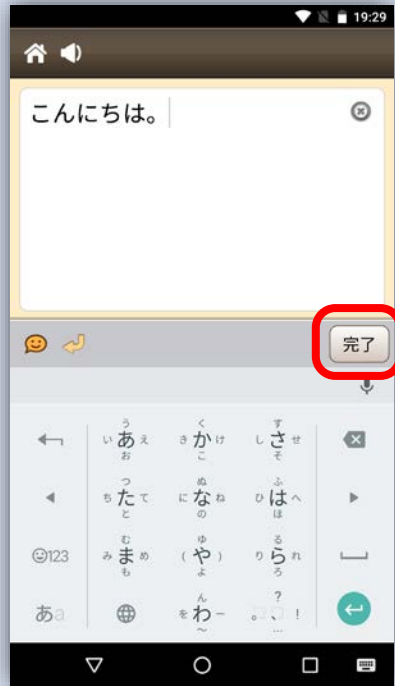 19:29
こんにちは。
完了
う く す
いあえ きかけ しさせ
お こ そ
つ ぬ ふ
ちたて になね ひはへ
と の ほ
む ゆ る
☺123 みまめ (や) りられ
も よ ろ
ん ?
あa をわー 。、!
〜 …